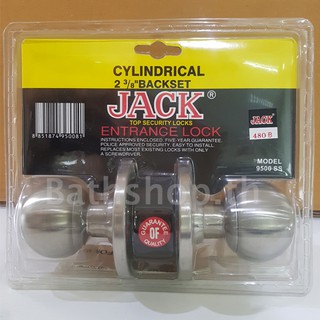 CYLINDRICAL
2 3/8" BACKSET
JACK®
TOP SECURITY LOCKS
ENTRANCE LOCK
INSTRUCTIONS ENCLOSED. FIVE YEAR GUARANTEE.
POLICE APPROVED SECURITY. EASY TO INSTALL.
REPLACES MOST EXISTING LOCKS WITH ONLY
A SCREWDRIVER.
8851874950081
JACK
480 B
MODEL
9500 SS
Bathshop.th
GUARANTEE
OF
QUALITY